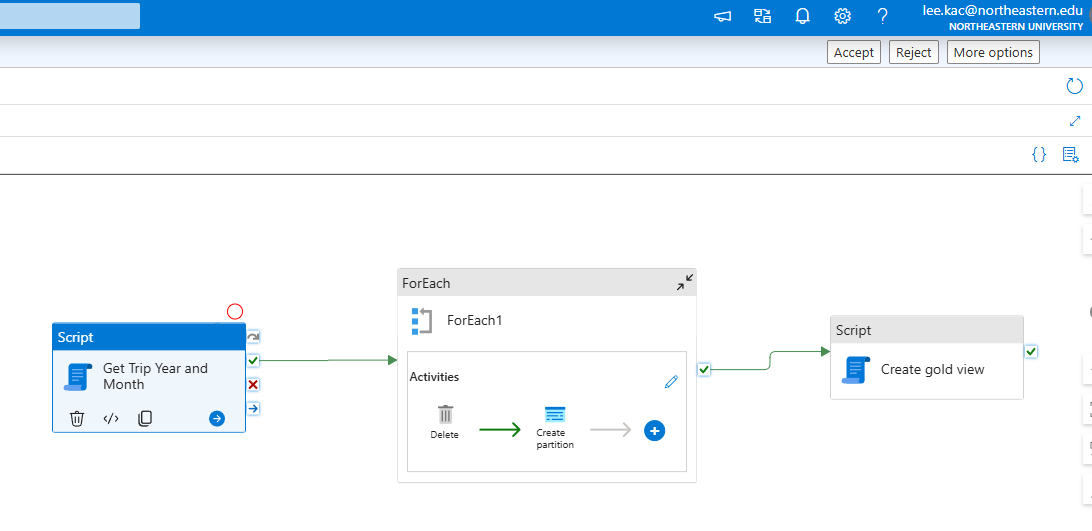 lee.kac@northeastern.edu
NORTHEASTERN UNIVERSITY
Accept Reject More options
{}
ForEach
ForEach1
Script
Get Trip Year and
Month
</>
Activities
Delete
Create
partition
Script
Create gold view